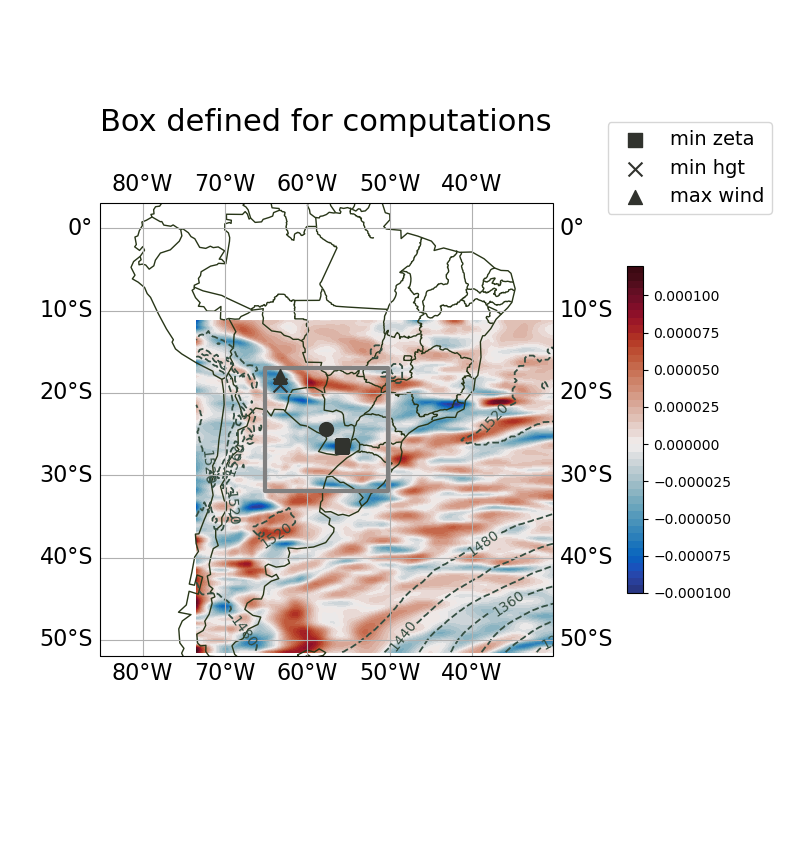 Box defined for computations
min zeta
min hgt
max wind
80°W 70°W 60°W 50°W 40°W
0° 0°
10°S 10°S
20°S 20°S
30°S 30°S
40°S 40°S
50°S 50°S
80°W 70°W 60°W 50°W 40°W
1520
1520
1520
1520
1480
1480
1440
1360
0.000100
0.000075
0.000050
0.000025
0.000000
−0.000025
−0.000050
−0.000075
−0.000100